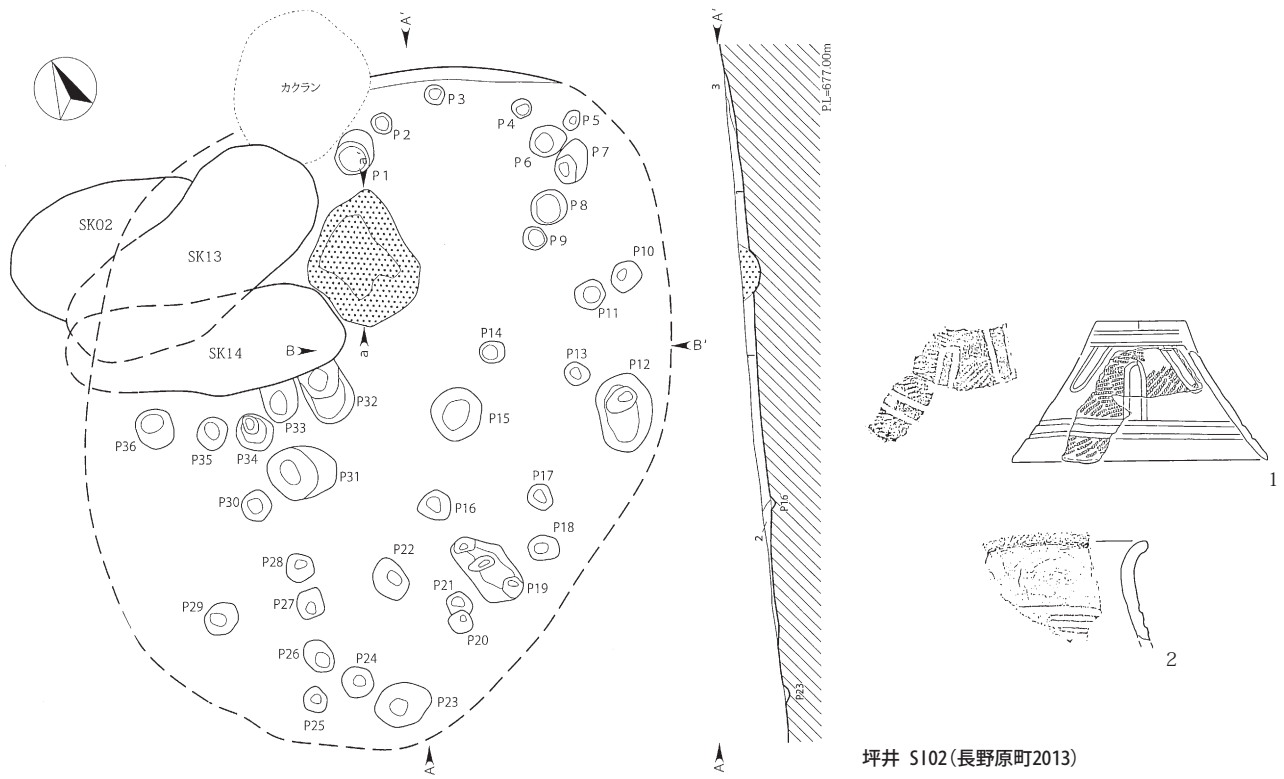 A'
A'
カクラン
P.L=677.00m
3
P3
P4
P5
P2
P6
P7
P1
a'
SK02
P8
SK13
P9
P10
P11
1
P14
B
B'
SK14
a
P13
P12
P32
P33
P15
P36
P35
P34
P31
P17
P30
P16
P16
P18
2
P22
P28
P19
P27
P21
P29
P20
P26
P24
P23
P23
P25
A
A
1
2
坪井 SI02(長野原町2013)